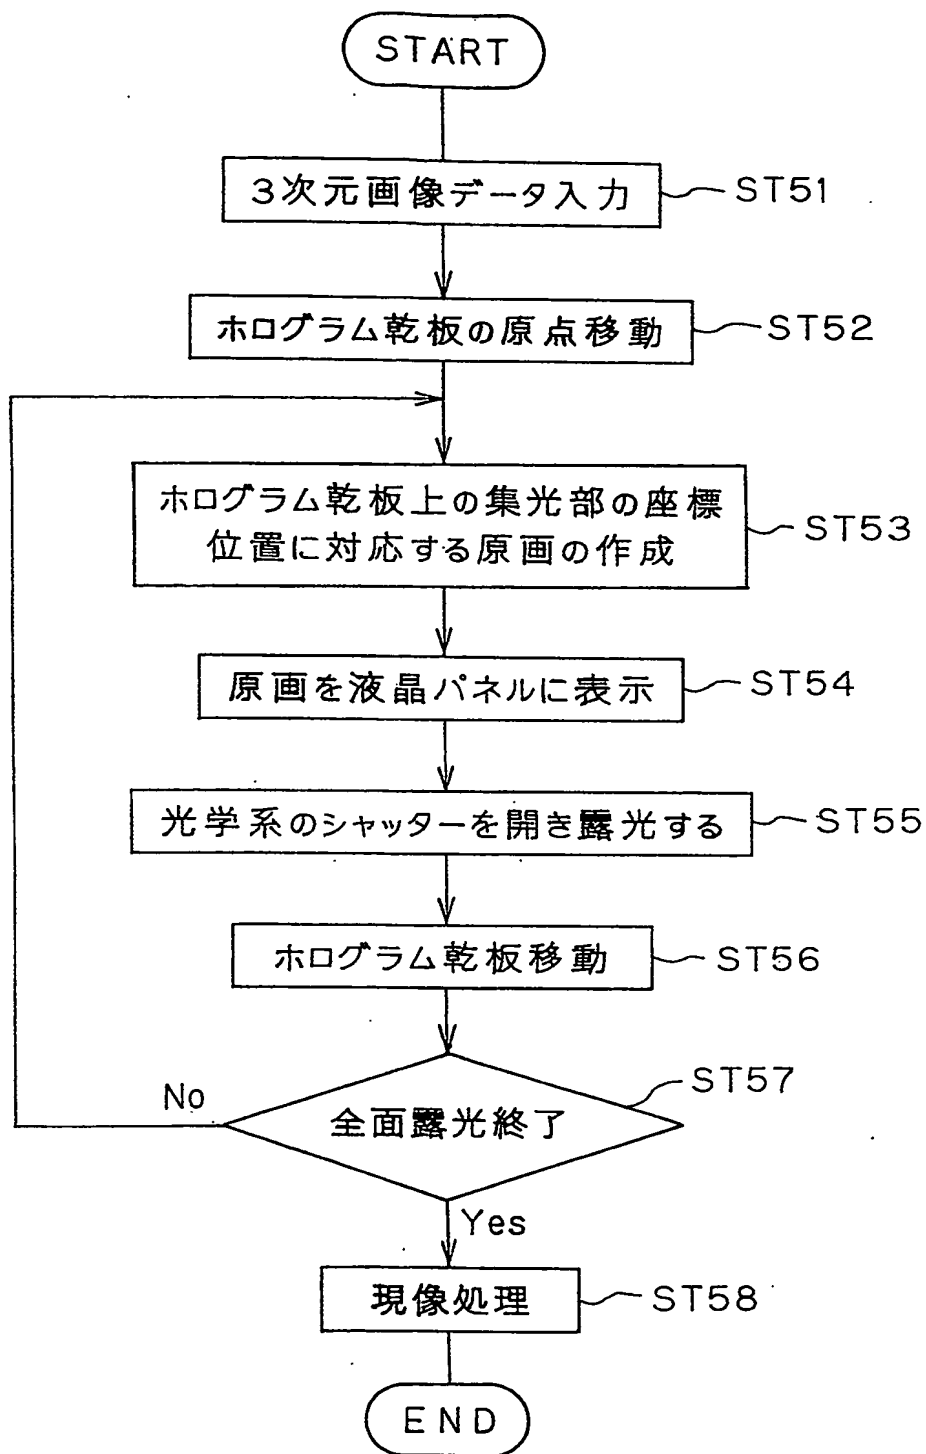 START
3次元画像データ入力
ST51
ホログラム乾板の原点移動
ST52
ホログラム乾板上の集光部の座標
位置に対応する原画の作成
ST53
原画を液晶パネルに表示
ST54
光学系のシャッターを開き露光する
ST55
ホログラム乾板移動
ST56
ST57
No
全面露光終了
Yes
現像処理
ST58
END